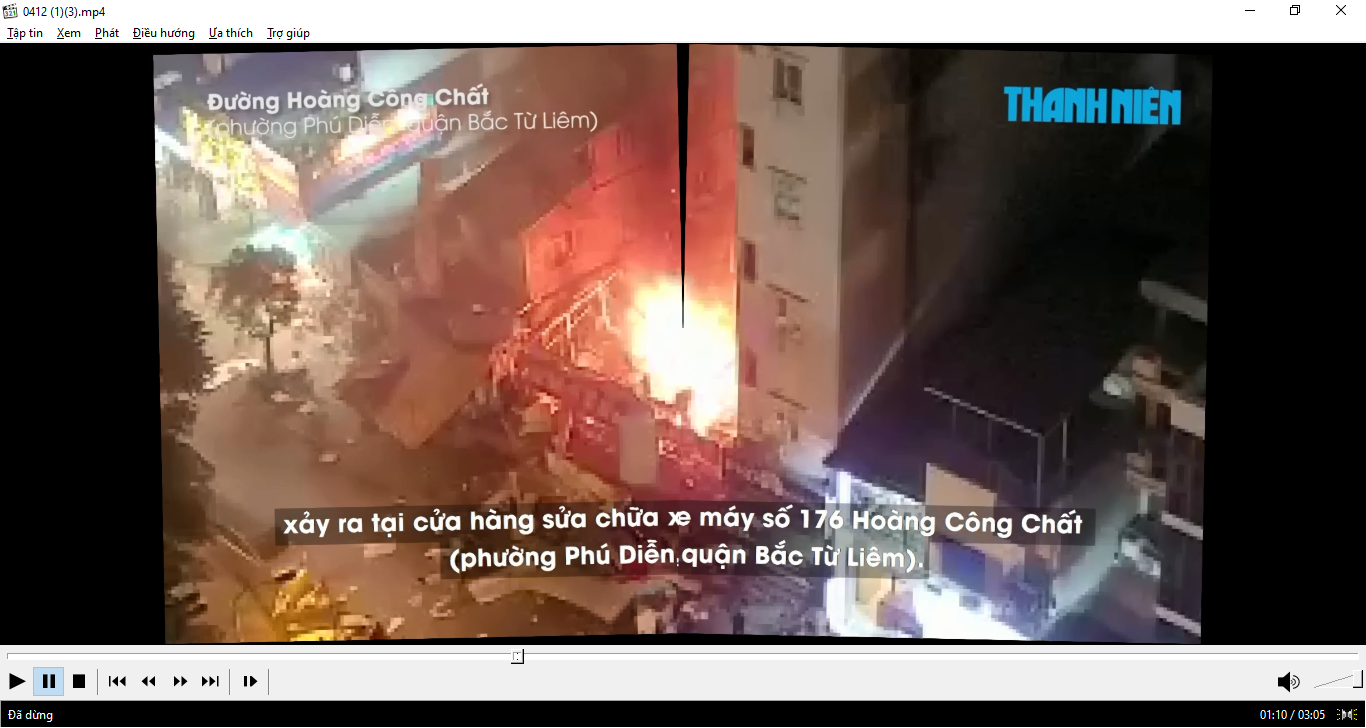 0412 (1)(3).mp4
Tập tin Xem Phát Điều hướng Ưa thích Trợ giúp
Đường Hoàng Công Chất
(phường Phú Diễn, quận Bắc Từ Liêm)
THANH NIÊN
xảy ra tại cửa hàng sửa chữa xe máy số 176 Hoàng Công Chất
(phường Phú Diễn, quận Bắc Từ Liêm).
Đã dừng
01:10 / 03:05